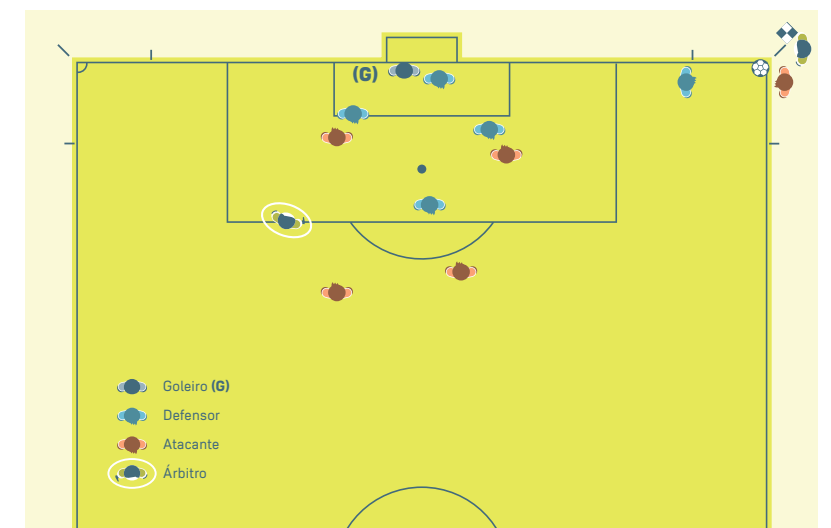 (G)
Goleiro (G)
Defensor
Atacante
Árbitro